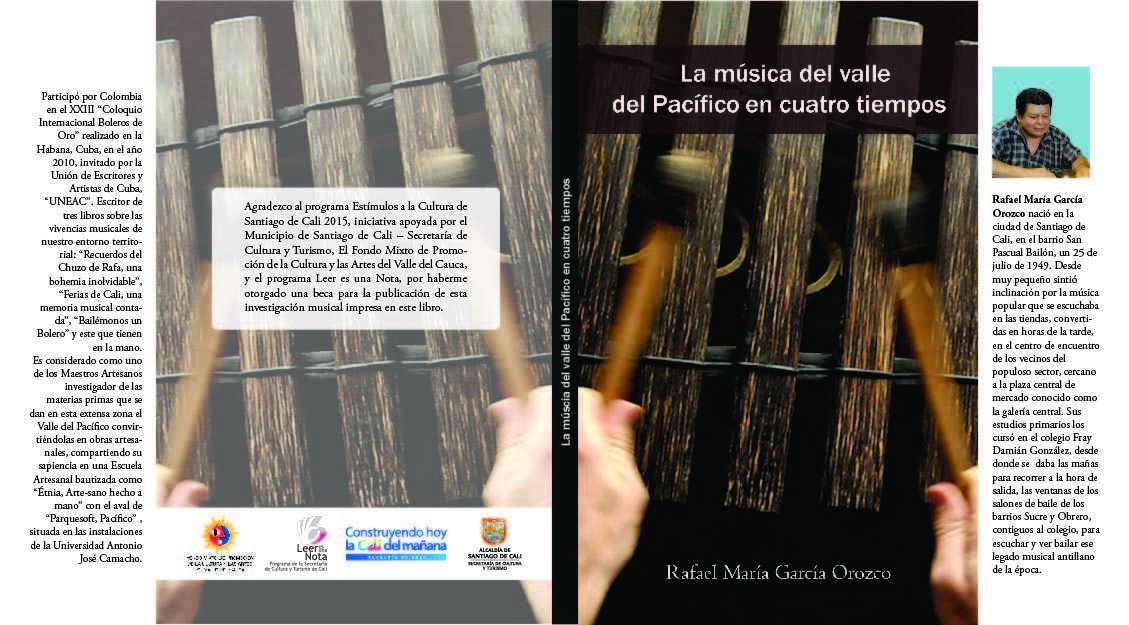 Participó por Colombia
en el XXIII “Coloquio
Internacional Boleros de
Oro” realizado en la
Habana, Cuba, en el año
2010, invitado por la
Unión de Escritores y
Artistas de Cuba,
“UNEAC”. Escritor de
tres libros sobre las
vivencias musicales de
nuestro entorno territo-
rial: “Recuerdos del
Chuzo de Rafa, una
bohemia inolvidable”,
“Ferias de Cali, una
memoria musical conta-
da”, “Bailémonos un
Bolero” y este que tienen
en la mano.
Es considerado como uno
de los Maestros Artesanos
investigador de las
materias primas que se
dan en esta extensa zona el
Valle del Pacífico convir-
tiéndolas en obras artesa-
nales, compartiendo su
sapiencia en una Escuela
Artesanal bautizada como
“Étnia, Arte-sano hecho a
mano” con el aval de
“Parquesoft, Pacífico” ,
situada en las instalaciones
de la Universidad Antonio
José Camacho.
Agradezco al programa Estímulos a la Cultura de
Santiago de Cali 2015, iniciativa apoyada por el
Municipio de Santiago de Cali – Secretaría de
Cultura y Turismo, El Fondo Mixto de Promo-
ción de la Cultura y las Artes del Valle del Cauca,
y el programa Leer es una Nota, por haberme
otorgado una beca para la publicación de esta
investigación musical impresa en este libro.
Leer es una
Nota
Programa de la Secretaría
de Cultura y Turismo de Cali
Construyendo hoy
la Cali del mañana
ALCALDÍA DE CALI
ALCALDÍA DE
SANTIAGO DE CALI
SECRETARÍA DE CULTURA
Y TURISMO
La múscia del valle del Pacífico en cuatro tiempos
La música del valle
del Pacífico en cuatro tiempos
Rafael María García Orozco
Rafael María García
Orozco nació en la
ciudad de Santiago de
Cali, en el barrio San
Pascual Bailón, un 25 de
julio de 1949. Desde
muy pequeño sintió
inclinación por la música
popular que se escuchaba
en las tiendas, converti-
das en horas de la tarde,
en el centro de encuentro
de los vecinos del
populoso sector, cercano
a la plaza central de
mercado conocido como
la galería central. Sus
estudios primarios los
cursó en el colegio Fray
Damián González, desde
donde se daba las mañas
para recorrer a la hora de
salida, las ventanas de los
salones de baile de los
barrios Sucre y Obrero,
contiguos al colegio, para
escuchar y ver bailar ese
legado musical antillano
de la época.